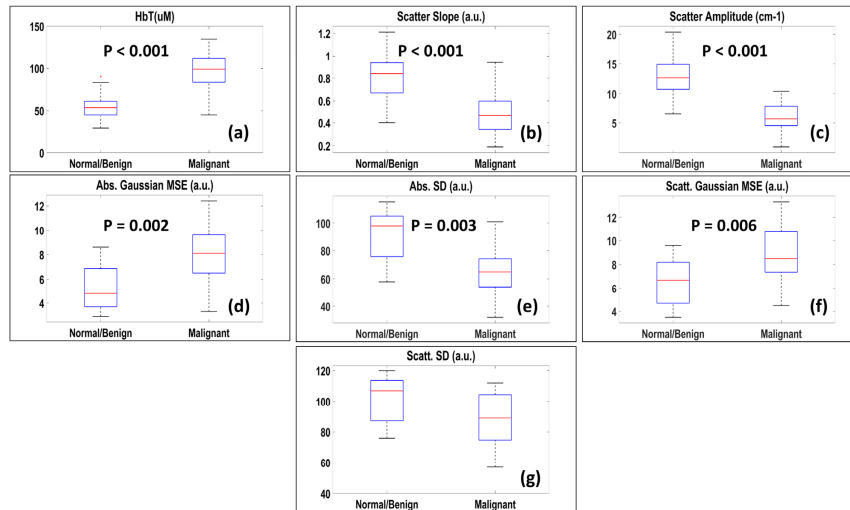 HbT(uM)
150
100
50
0
P < 0.001
(a)
Normal/Benign Malignant
Scatter Slope (a.u.)
1.2
1
0.8
0.6
0.4
0.2
P <0.001
(b)
Normal/Benign Malignant
Scatter Amplitude (cm-1)
20
15
10
5
P <0.001
(c)
Normal/Benign Malignant
Abs. Gaussian MSE (a.u.)
12
10
8
6
4
P = 0.002
(d)
Normal/Benign Malignant
Abs. SD (a.u.)
100
80
60
40
P = 0.003
(e)
Normal/Benign Malignant
Scatt. Gaussian MSE (a.u.)
12
10
8
6
4
P = 0.006
(f)
Normal/Benign Malignant
Scatt. SD (a.u.)
120
100
80
60
40
(g)
Normal/Benign Malignant